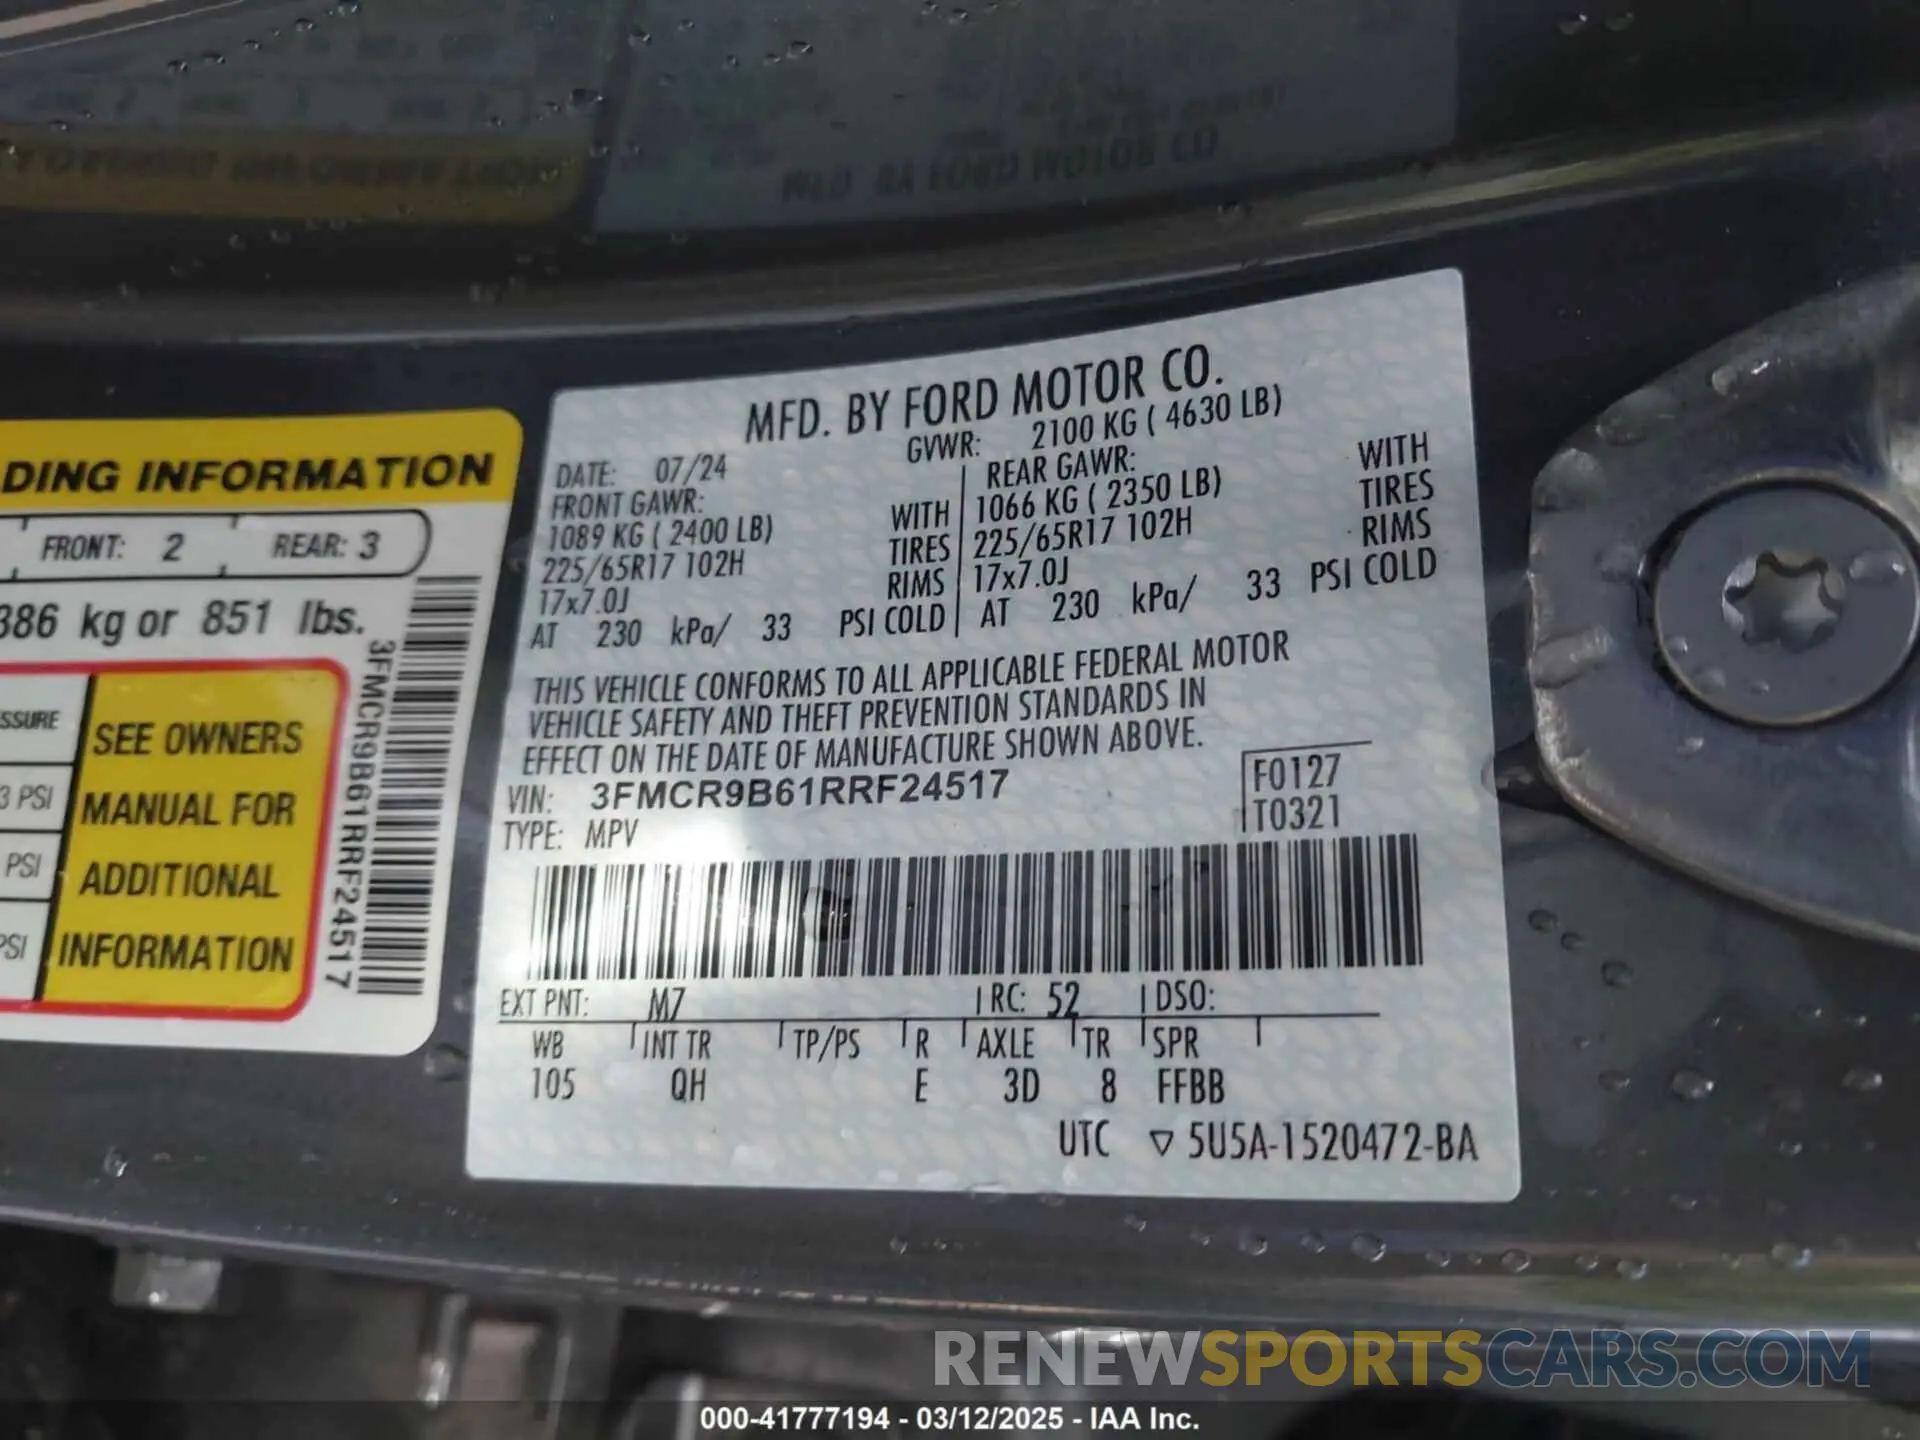 DING INFORMATION
FRONT: 2 REAR: 3
386 kg or 851 lbs.
SSURE
3 PSI
PSI
PSI
SEE OWNERS
MANUAL FOR
ADDITIONAL
INFORMATION
3FMCR9B61RRF24517
MFD. BY FORD MOTOR CO.
DATE: 07/24 GVWR: 2100 KG ( 4630 LB)
FRONT GAWR: REAR GAWR:
1089 KG ( 2400 LB) WITH 1066 KG ( 2350 LB) WITH
225/65R17 102H TIRES 225/65R17 102H TIRES
17x7.0J RIMS 17x7.0J RIMS
AT 230 kPa/ 33 PSI COLD AT 230 kPa/ 33 PSI COLD
THIS VEHICLE CONFORMS TO ALL APPLICABLE FEDERAL MOTOR
VEHICLE SAFETY AND THEFT PREVENTION STANDARDS IN
EFFECT ON THE DATE OF MANUFACTURE SHOWN ABOVE.
VIN: 3FMCR9B61RRF24517 F0127
TYPE: MPV T0321
EXT PNT: M7 RC: 52 DSO:
WB INT TR TP/PS R AXLE TR SPR
105 QH E 3D 8 FFBB
UTC ▽ 5U5A-1520472-BA
RENEWSPORTSCARS.COM
000-41777194 - 03/12/2025 - IAA Inc.